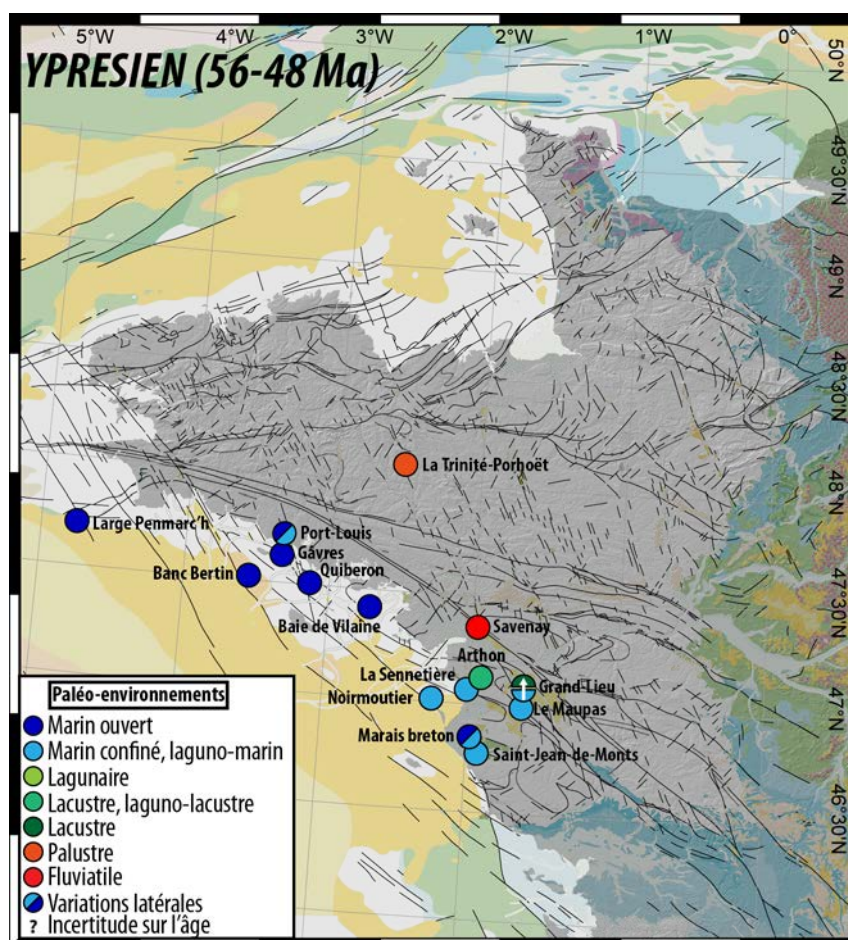 5°W 4°W 3°W 2°W 1°W 0°
YPRESIEN (56-48 Ma)
50°N
49°30'N
49°N
48°30'N
48°N
47°30'N
47°N
46°30'N
La Trinité-Porhoët
Large Penmarc'h
Port-Louis
Gâvres
Banc Bertin
Quiberon
Baie de Vilaine
Savenay
Arthon
La Sennetière
Grand-Lieu
Noirmoutier
Le Maupas
Marais breton
Saint-Jean-de-Monts
Paléo-environnements
Marin ouvert
Marin confiné, laguno-marin
Lagunaire
Lacustre, laguno-lacustre
Lacustre
Palustre
Fluviatile
Variations latérales
? Incertitude sur l'âge